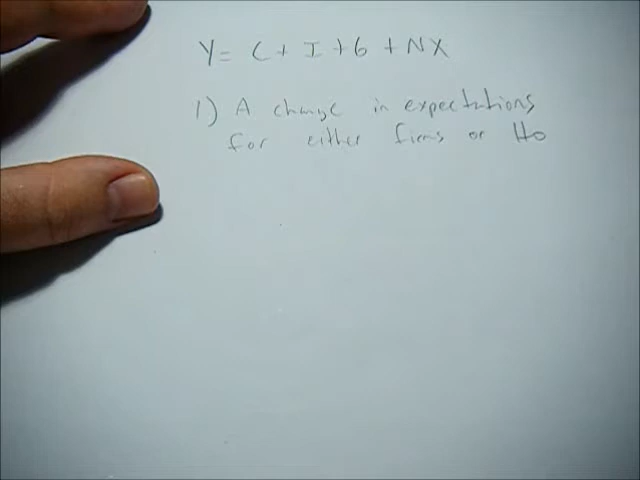 Y = C + I + G + NX
1) A change in expectations
for either firms or Ho